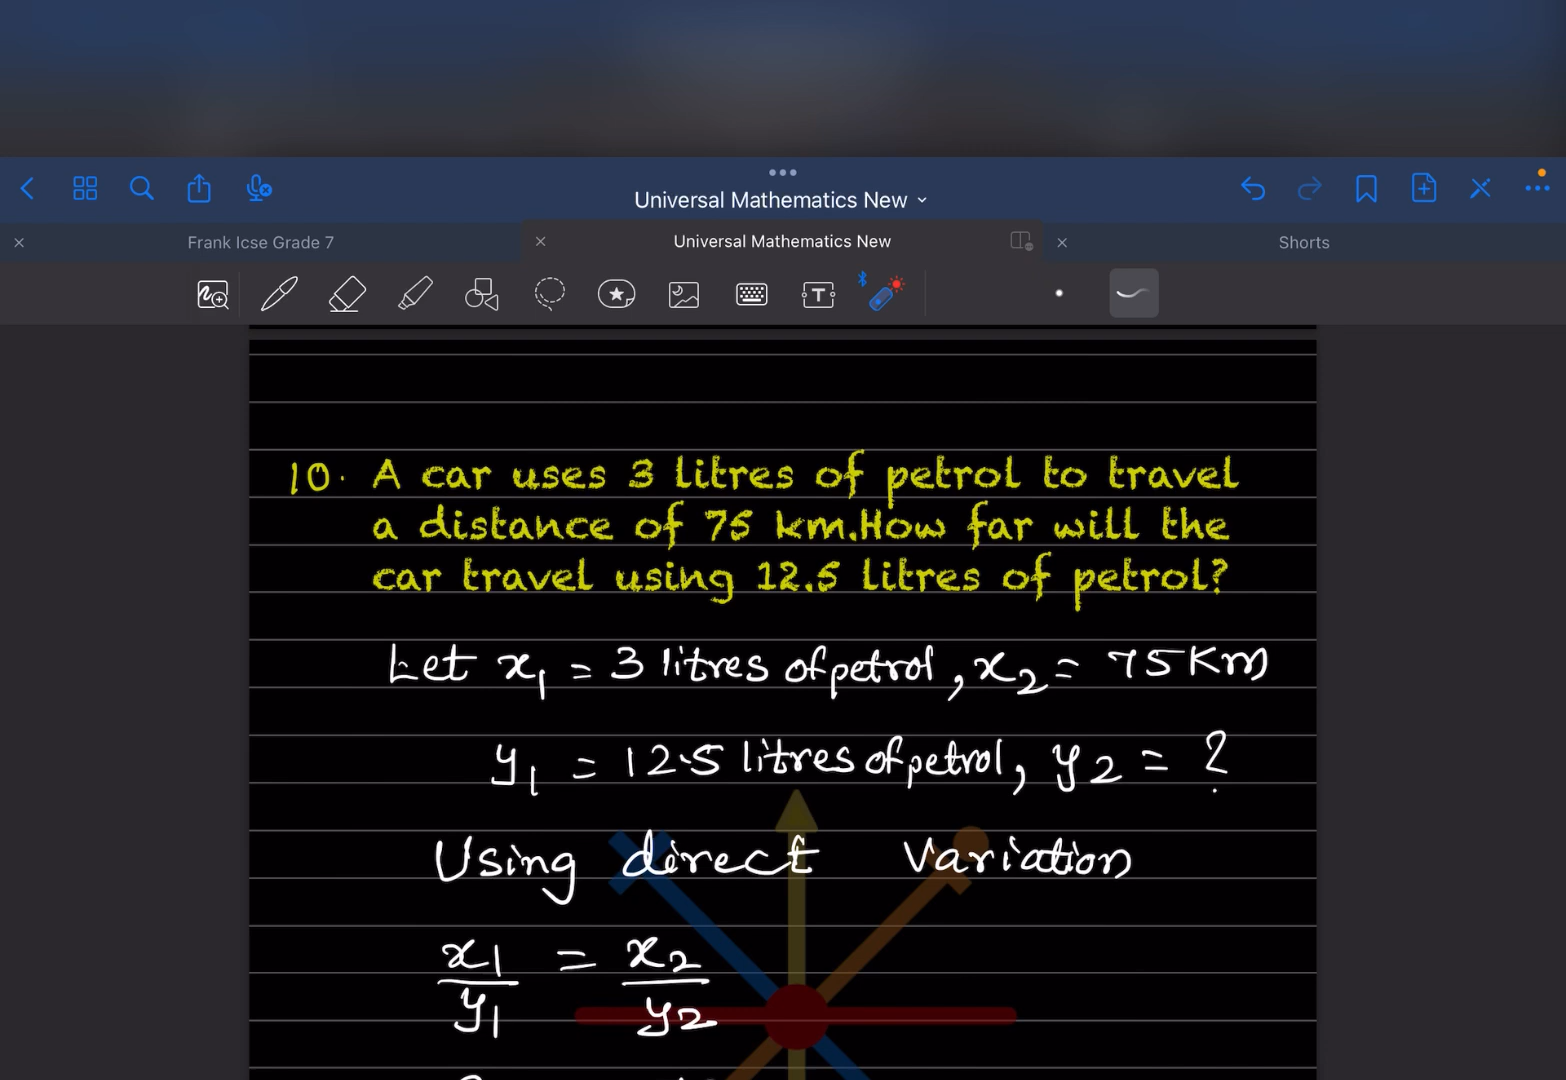 Universal Mathematics New
Frank Icse Grade 7
Universal Mathematics New
Shorts
T
10. A car uses 3 litres of petrol to travel
a distance of 75 km.How far will the
car travel using 12.5 litres of petrol?
Let x₁ = 3 litres of petrol, x₂ = 75 Km
y₁ = 12.5 litres of petrol, y₂ = ?
Using direct Variation
x₁/y₁ = x₂/y₂